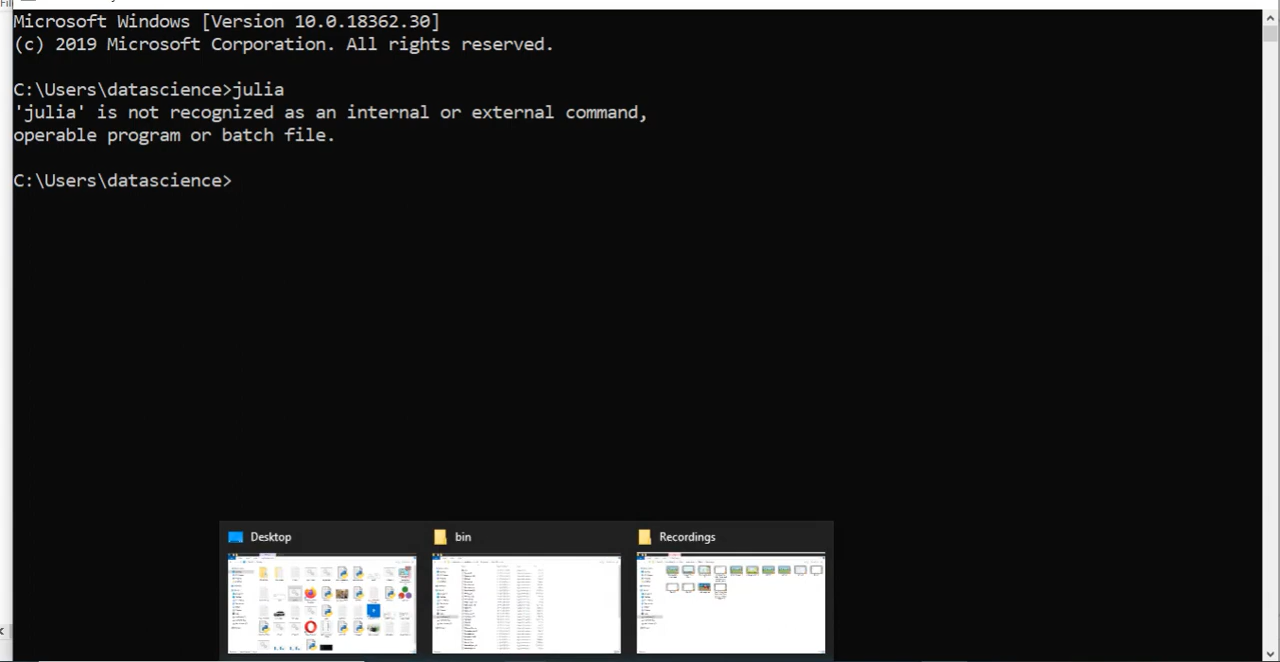 Microsoft Windows [Version 10.0.18362.30]
(c) 2019 Microsoft Corporation. All rights reserved.
C:\Users\datascience>julia
'julia' is not recognized as an internal or external command,
operable program or batch file.
C:\Users\datascience>
Desktop
bin
Recordings